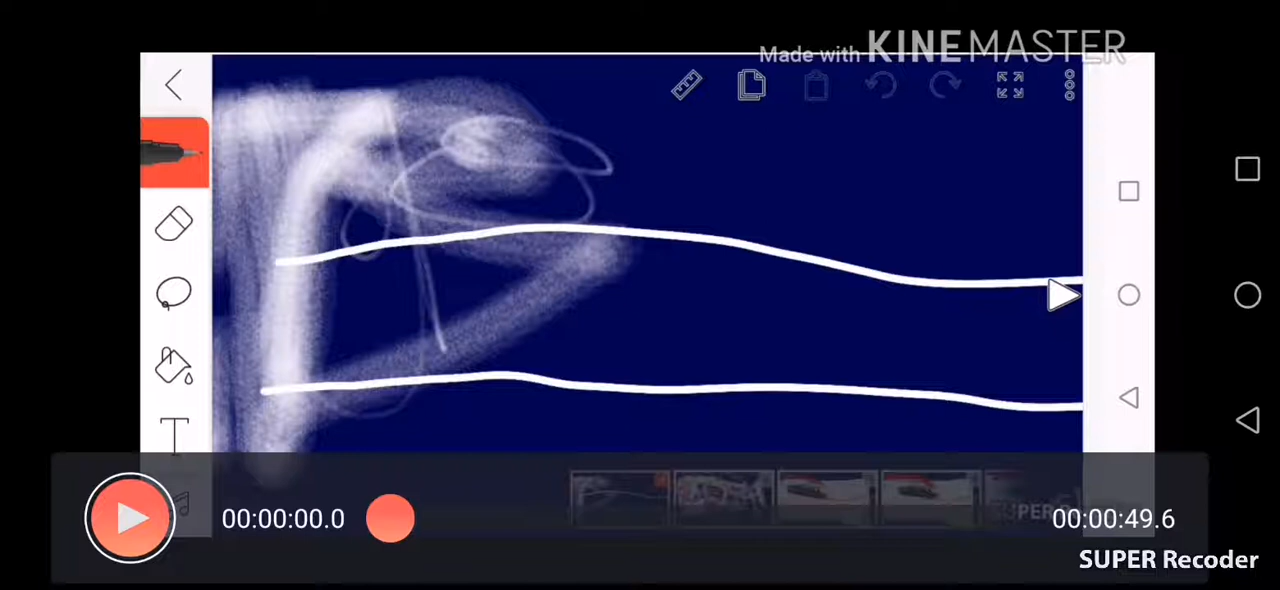 Made with KINEMASTER
T
00:00:00.0
00:00:49.6
SUPER Recoder